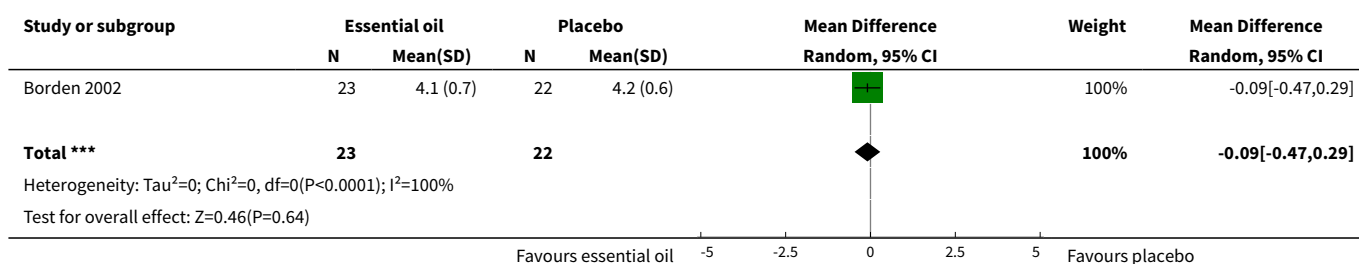 Study or subgroup Essential oil Placebo Mean Difference Weight Mean Difference
N Mean(SD) N Mean(SD) Random, 95% CI Random, 95% CI
Borden 2002 23 4.1 (0.7) 22 4.2 (0.6) 100% -0.09[-0.47,0.29]
Total *** 23 22 100% -0.09[-0.47,0.29]
Heterogeneity: Tau²=0; Chi²=0, df=0(P<0.0001); I²=100%
Test for overall effect: Z=0.46(P=0.64)
Favours essential oil -5 -2.5 0 2.5 5 Favours placebo